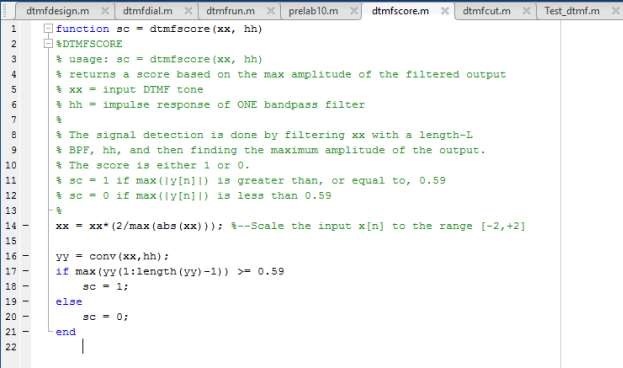 dtmfdesign.m × dtmfdial.m × dtmfrun.m × prelab10.m × dtmfscore.m × dtmfcut.m × Test_dtmf.m ×
1 function sc = dtmfscore(xx, hh)
2 %DTMFSCORE
3 % usage: sc = dtmfscore(xx, hh)
4 % returns a score based on the max amplitude of the filtered output
5 % xx = input DTMF tone
6 % hh = impulse response of ONE bandpass filter
7 %
8 % The signal detection is done by filtering xx with a length-L
9 % BPF, hh, and then finding the maximum amplitude of the output.
10 % The score is either 1 or 0.
11 % sc = 1 if max(|y[n]|) is greater than, or equal to, 0.59
12 % sc = 0 if max(|y[n]|) is less than 0.59
13 %
14 – xx = xx*(2/max(abs(xx))); %--Scale the input x[n] to the range [-2,+2]
15
16 – yy = conv(xx,hh);
17 – if max(yy(1:length(yy)-1)) >= 0.59
18 – sc = 1;
19 – else
20 – sc = 0;
21 – end
22